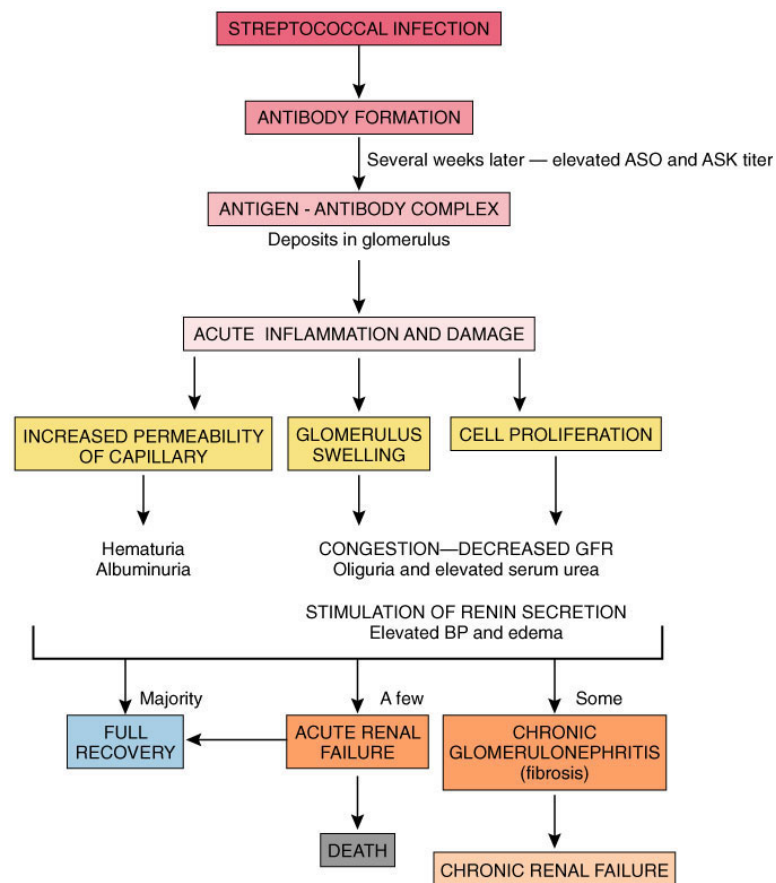 STREPTOCOCCAL INFECTION
ANTIBODY FORMATION
Several weeks later — elevated ASO and ASK titer
ANTIGEN - ANTIBODY COMPLEX
Deposits in glomerulus
ACUTE INFLAMMATION AND DAMAGE
INCREASED PERMEABILITY
OF CAPILLARY
GLOMERULUS
SWELLING
CELL PROLIFERATION
Hematuria
Albuminuria
CONGESTION—DECREASED GFR
Oliguria and elevated serum urea
STIMULATION OF RENIN SECRETION
Elevated BP and edema
Majority
A few
Some
FULL
RECOVERY
ACUTE RENAL
FAILURE
CHRONIC
GLOMERULONEPHRITIS
(fibrosis)
DEATH
CHRONIC RENAL FAILURE